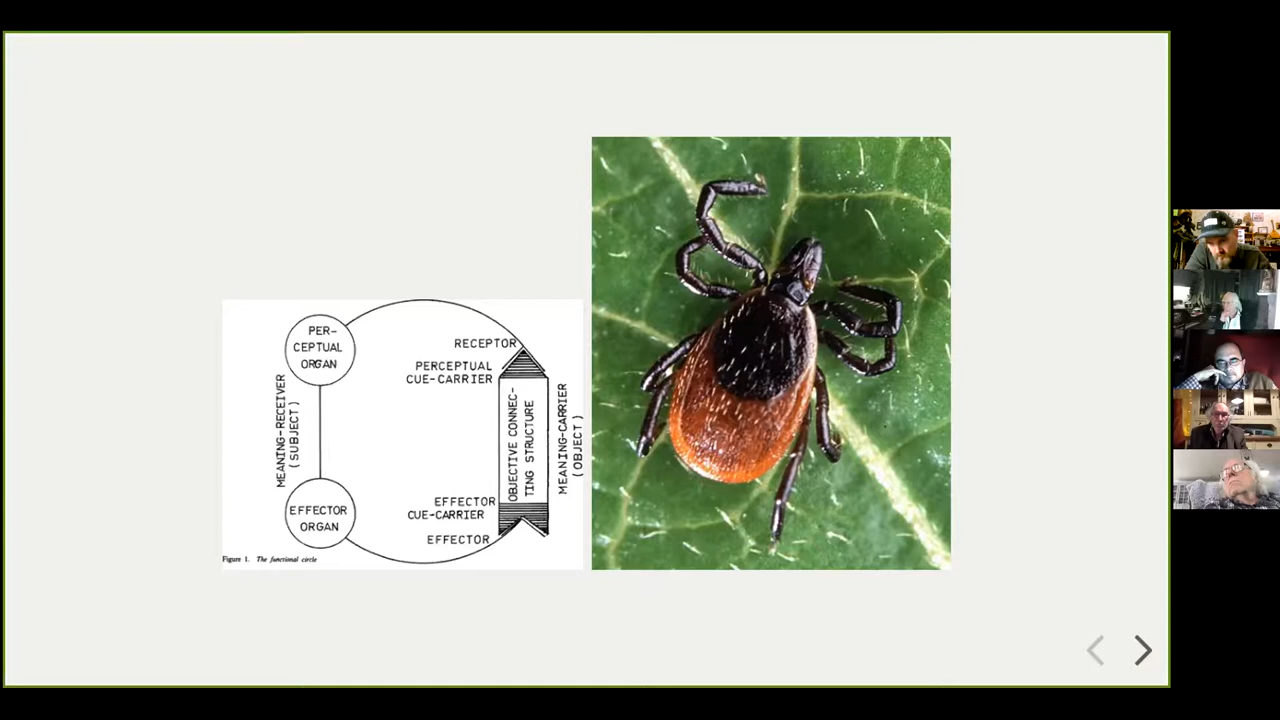 PER-
CEPTUAL
ORGAN
MEANING-RECEIVER
(SUBJECT)
EFFECTOR
ORGAN
RECEPTOR
PERCEPTUAL
CUE-CARRIER
OBJECTIVE CONNEC-
TING STRUCTURE
MEANING-CARRIER
(OBJECT)
EFFECTOR
CUE-CARRIER
EFFECTOR
Figure 1. The functional circle